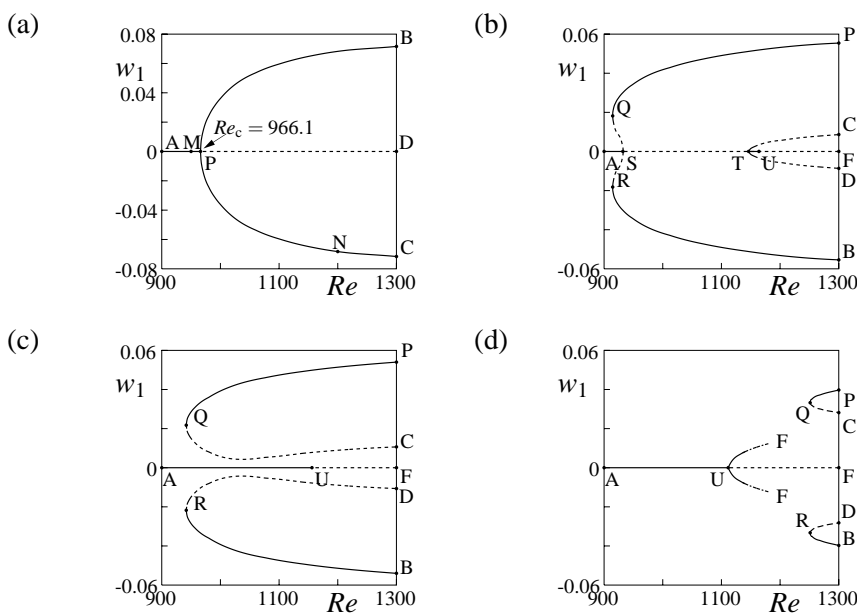 (a)
0.08
B
w1
0.04
Rec = 966.1
A M
D
0
P
-0.04
N
C
-0.08
900
1100
Re
1300
(b)
0.06
P
w1
Q
C
0
A S
T U
F
R
D
B
-0.06
900
1100
Re
1300
(c)
0.06
P
w1
Q
C
0
A
U
F
R
D
B
-0.06
900
1100
Re
1300
(d)
0.06
w1
P
Q
C
F
0
A
U
F
F
D
R
B
-0.06
900
1100
Re
1300